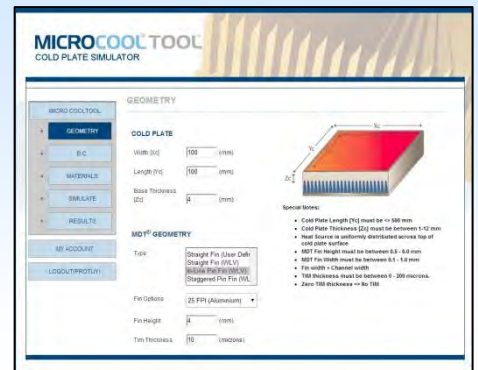 MICROCOOL TOOL
COLD PLATE SIMULATOR
MICRO COOLTOOL
GEOMETRY
B.C.
MATERIALS
SIMULATE
RESULTS
MY ACCOUNT
GEOMETRY
COLD PLATE
Width [Xc] 100 (mm)
Length [Yc] 100 (mm)
Base Thickness
[Zc] 4 (mm)
MDT® GEOMETRY
Type
Straight Fin (User Defi
Straight Fin (WLV)
In-Line Pin Fin (WLV)
Staggered Pin Fin (WL
Fin Options 25 FPI (Aluminium)
Fin Height 4 (mm)
Tim Thickness 10 (microns)
Xc
Yc
Zc
Special Notes:
• Cold Plate Length [Yc] must be <= 500 mm
• Cold Plate Thickness [Zc] must be between 1-12 mm
• Heat Source is uniformly distributed across top of
cold plate surface
• MDT Fin Height must be between 0.5 - 6.0 mm
• MDT Fin Width must be between 0.1 - 1.0 mm
• Fin width = Channel width
• TIM thickness must be between 0 - 200 microns.
• Zero TIM thickness => No TIM